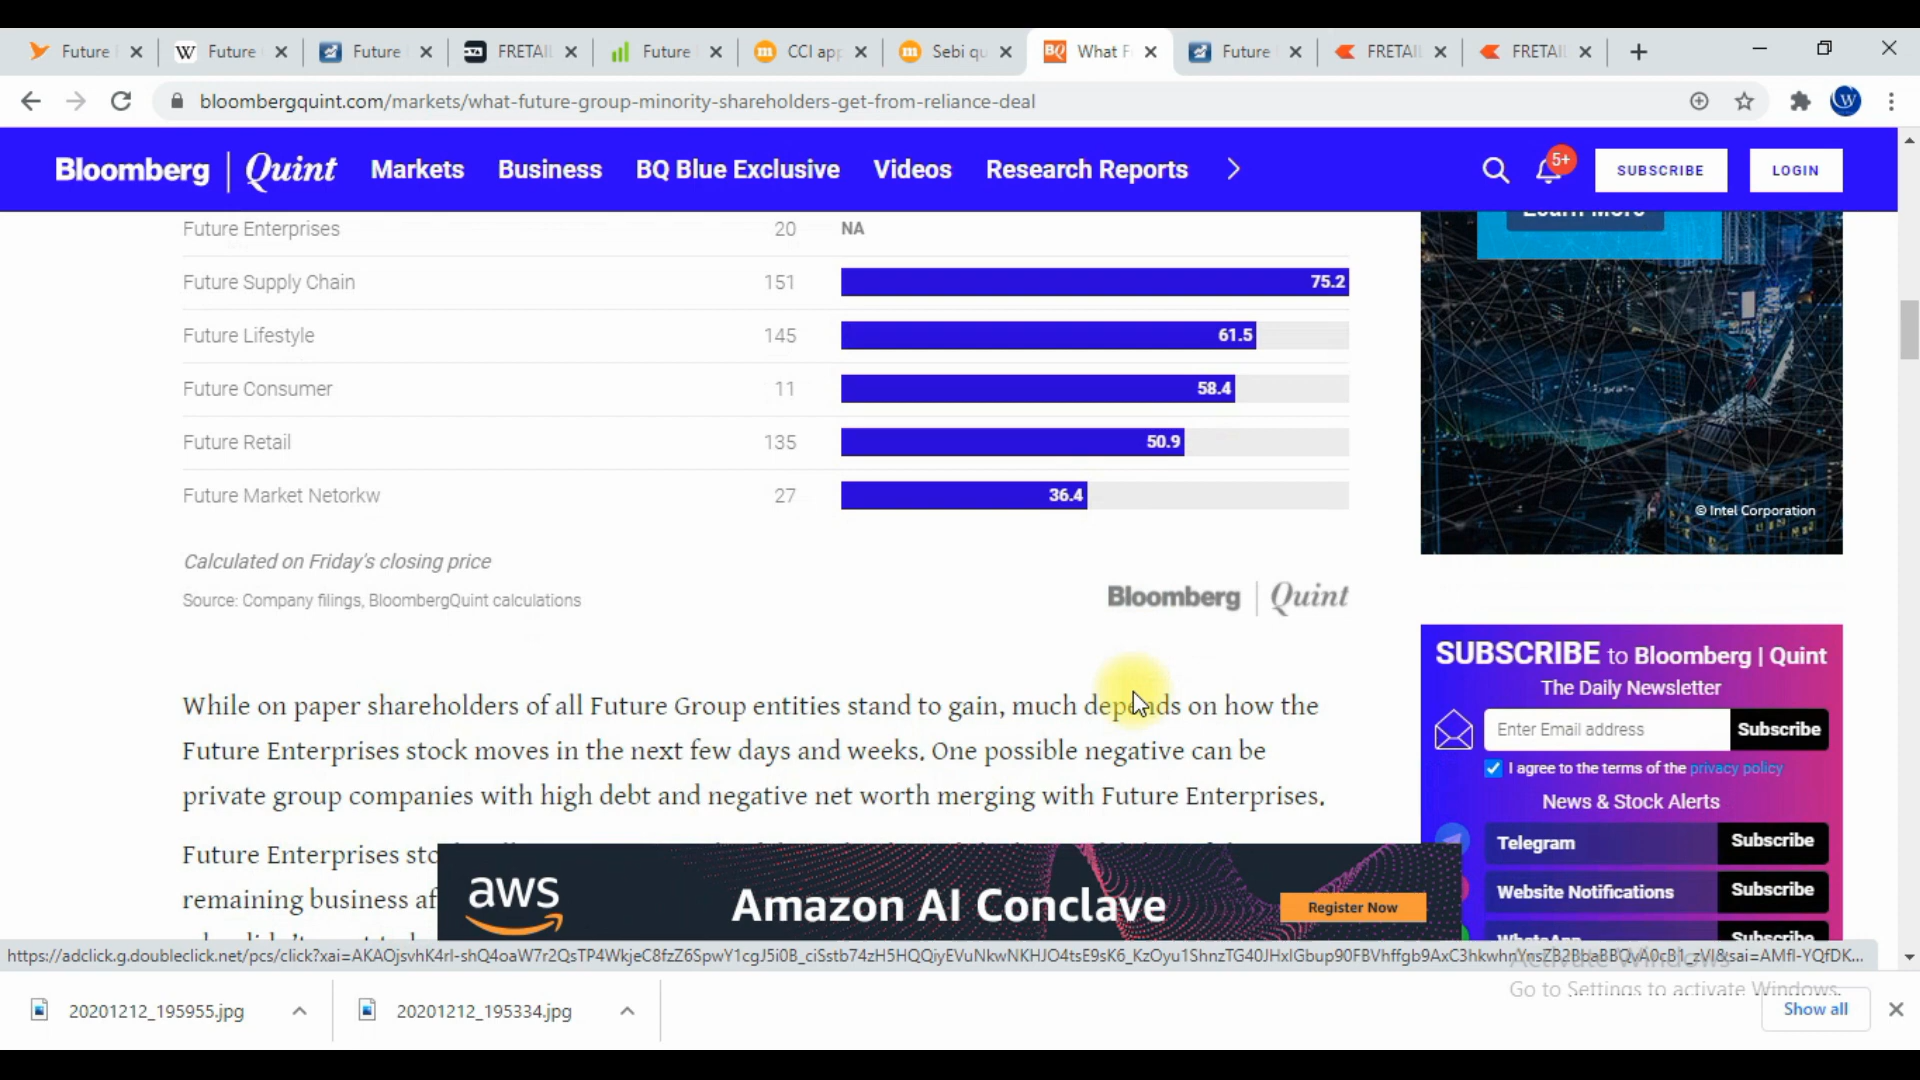 Future
Future
Future
FRETAIL
Future
CCI app
Sebi qu
BQ
What F
Future
FRETAIL
FRETAIL
bloombergquint.com/markets/what-future-group-minority-shareholders-get-from-reliance-deal
Bloomberg | Quint
Markets
Business
BQ Blue Exclusive
Videos
Research Reports
5+
SUBSCRIBE
LOGIN
Learn More
Future Enterprises 20 NA
Future Supply Chain 151 75.2
Future Lifestyle 145 61.5
Future Consumer 11 58.4
Future Retail 135 50.9
Future Market Netorkw 27 36.4
© Intel Corporation
Calculated on Friday's closing price
Source: Company filings, BloombergQuint calculations
Bloomberg | Quint
While on paper shareholders of all Future Group entities stand to gain, much depends on how the
Future Enterprises stock moves in the next few days and weeks. One possible negative can be
private group companies with high debt and negative net worth merging with Future Enterprises.
Future Enterprises
remaining business
SUBSCRIBE to Bloomberg | Quint
The Daily Newsletter
Enter Email address
Subscribe
I agree to the terms of the privacy policy
News & Stock Alerts
Telegram Subscribe
Website Notifications Subscribe
WhatsApp Subscribe
aws
Amazon AI Conclave
Register Now
Activate Windows
Go to Settings to activate Windows.
20201212_195955.jpg
20201212_195334.jpg
Show all